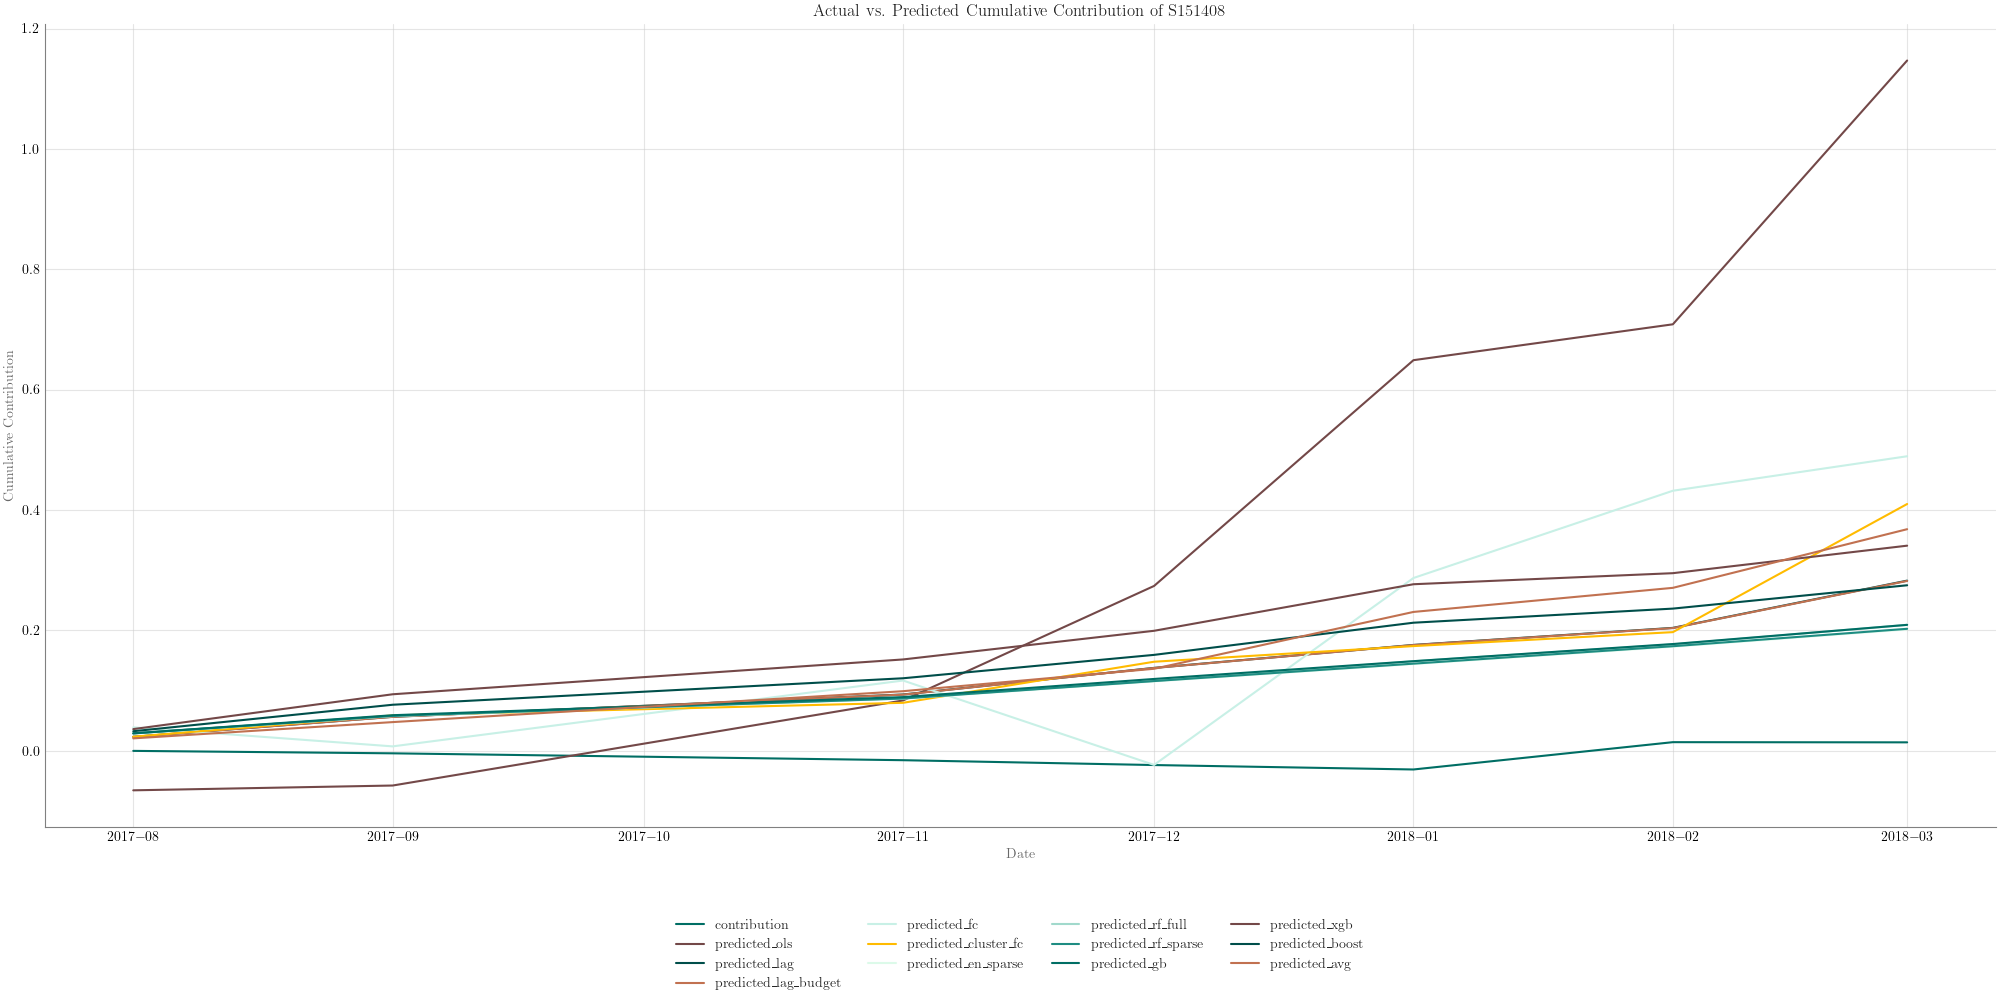 Actual vs. Predicted Cumulative Contribution of S151408
1.2
1.0
0.8
0.6
0.4
0.2
0.0
Cumulative Contribution
2017−08 2017−09 2017−10 2017−11 2017−12 2018−01 2018−02 2018−03
Date
contribution predicted_fc predicted_rf_full predicted_xgb
predicted_ols predicted_cluster_fc predicted_rf_sparse predicted_boost
predicted_lag predicted_en_sparse predicted_gb predicted_avg
predicted_lag_budget